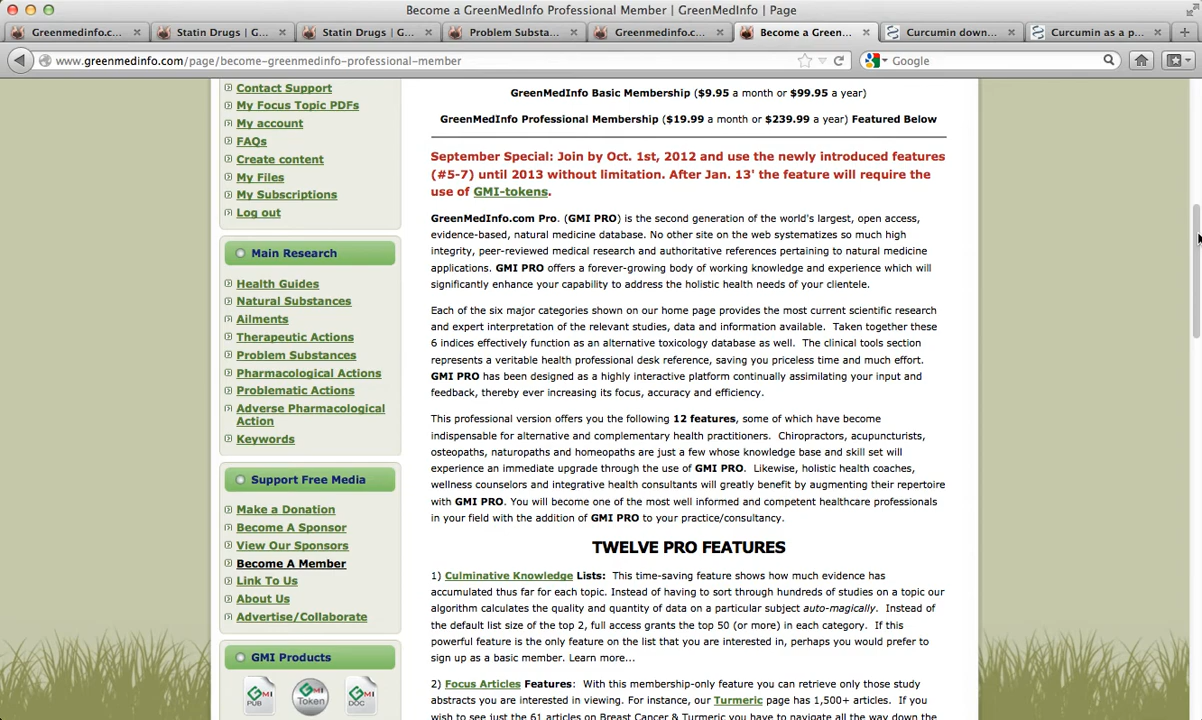 Become a GreenMedInfo Professional Member | GreenMedInfo | Page
Greenmedinfo.c...
Statin Drugs | G...
Statin Drugs | G...
Problem Substa...
Greenmedinfo.c...
Become a Green...
Curcumin down...
Curcumin as a p...
www.greenmedinfo.com/page/become-greenmedinfo-professional-member
Google
Contact Support
My Focus Topic PDFs
My account
FAQs
Create content
My Files
My Subscriptions
Log out
Main Research
Health Guides
Natural Substances
Ailments
Therapeutic Actions
Problem Substances
Pharmacological Actions
Problematic Actions
Adverse Pharmacological
Action
Keywords
Support Free Media
Make a Donation
Become A Sponsor
View Our Sponsors
Become A Member
Link To Us
About Us
Advertise/Collaborate
GMI Products
GMI PUB
GMI Token
GMI DOC
GreenMedInfo Basic Membership ($9.95 a month or $99.95 a year)
GreenMedInfo Professional Membership ($19.99 a month or $239.99 a year) Featured Below
September Special: Join by Oct. 1st, 2012 and use the newly introduced features
(#5-7) until 2013 without limitation. After Jan. 13' the feature will require the
use of GMI-tokens.
GreenMedInfo.com Pro. (GMI PRO) is the second generation of the world's largest, open access,
evidence-based, natural medicine database. No other site on the web systematizes so much high
integrity, peer-reviewed medical research and authoritative references pertaining to natural medicine
applications. GMI PRO offers a forever-growing body of working knowledge and experience which will
significantly enhance your capability to address the holistic health needs of your clientele.
Each of the six major categories shown on our home page provides the most current scientific research
and expert interpretation of the relevant studies, data and information available. Taken together these
6 indices effectively function as an alternative toxicology database as well. The clinical tools section
represents a veritable health professional desk reference, saving you priceless time and much effort.
GMI PRO has been designed as a highly interactive platform continually assimilating your input and
feedback, thereby ever increasing its focus, accuracy and efficiency.
This professional version offers you the following 12 features, some of which have become
indispensable for alternative and complementary health practitioners. Chiropractors, acupuncturists,
osteopaths, naturopaths and homeopaths are just a few whose knowledge base and skill set will
experience an immediate upgrade through the use of GMI PRO. Likewise, holistic health coaches,
wellness counselors and integrative health consultants will greatly benefit by augmenting their repertoire
with GMI PRO. You will become one of the most well informed and competent healthcare professionals
in your field with the addition of GMI PRO to your practice/consultancy.
TWELVE PRO FEATURES
1) Culminative Knowledge Lists: This time-saving feature shows how much evidence has
accumulated thus far for each topic. Instead of having to sort through hundreds of studies on a topic our
algorithm calculates the quality and quantity of data on a particular subject auto-magically. Instead of
the default list size of the top 2, full access grants the top 50 (or more) in each category. If this
powerful feature is the only feature on the list that you are interested in, perhaps you would prefer to
sign up as a basic member. Learn more...
2) Focus Articles Features: With this membership-only feature you can retrieve only those study
abstracts you are interested in viewing. For instance, our Turmeric page has 1,500+ articles. If you
wish to see just the 61 articles on Breast Cancer & Turmeric you have to navigate all the way down the